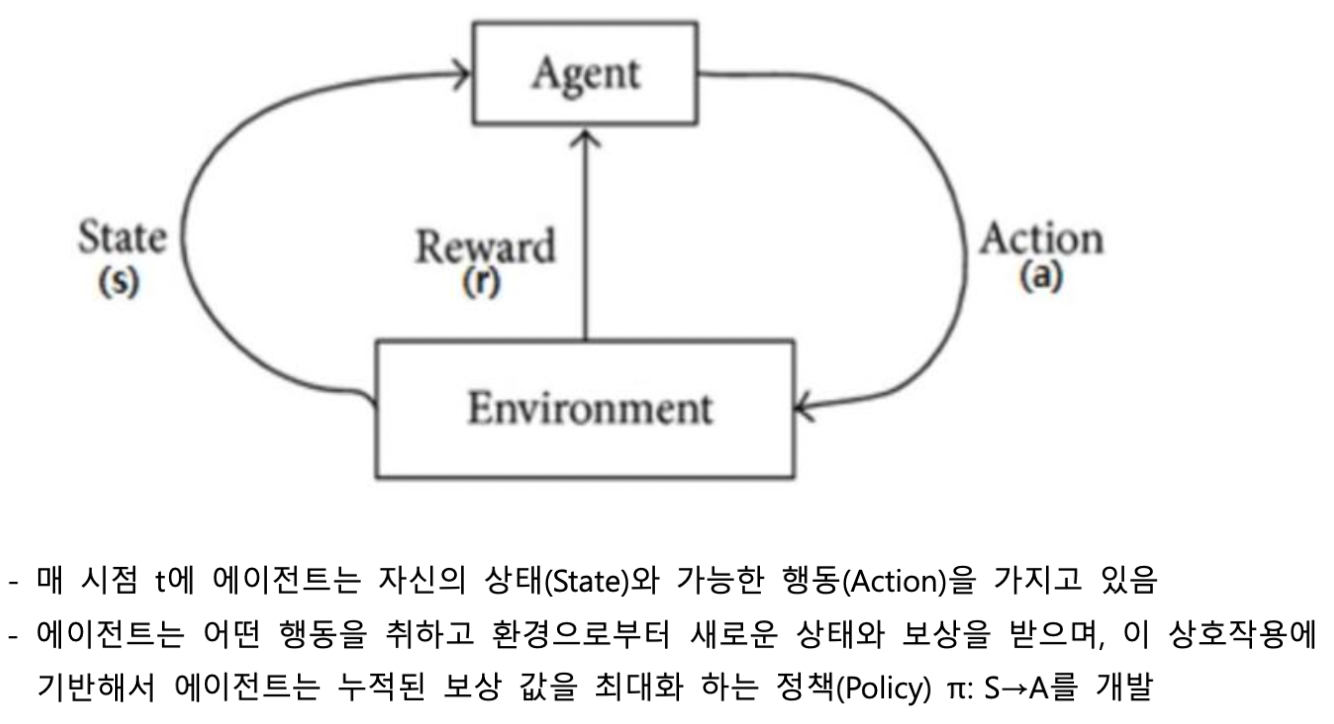 Agent
State
(s)
Reward
(r)
Action
(a)
Environment
- 매 시점 t에 에이전트는 자신의 상태(State)와 가능한 행동(Action)을 가지고 있음
- 에이전트는 어떤 행동을 취하고 환경으로부터 새로운 상태와 보상을 받으며, 이 상호작용에
기반해서 에이전트는 누적된 보상 값을 최대화 하는 정책(Policy) π: S→A를 개발